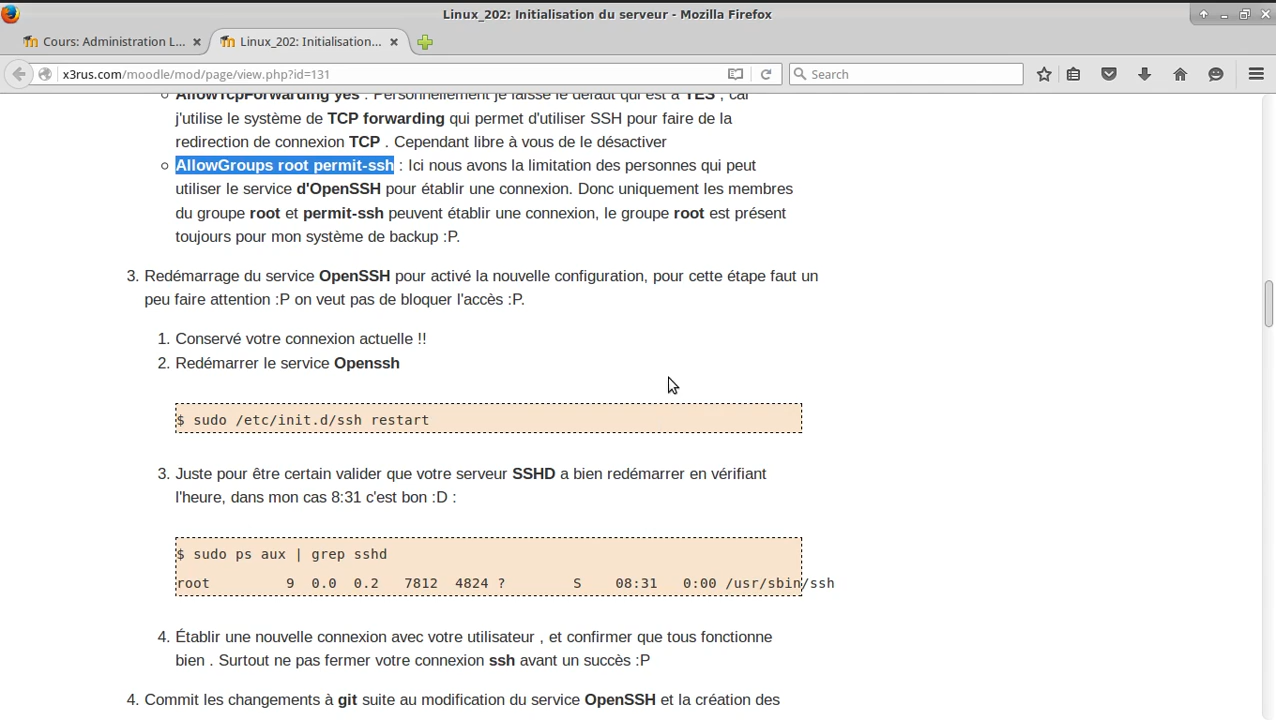 Linux_202: Initialisation du serveur - Mozilla Firefox
Cours: Administration L...
Linux_202: Initialisation...
x3rus.com/moodle/mod/page/view.php?id=131
Search
AllowTcpForwarding yes : Personnellement je laisse le défaut qui est à YES , car
j'utilise le système de TCP forwarding qui permet d'utiliser SSH pour faire de la
redirection de connexion TCP . Cependant libre à vous de le désactiver
AllowGroups root permit-ssh : Ici nous avons la limitation des personnes qui peut
utiliser le service d'OpenSSH pour établir une connexion. Donc uniquement les membres
du groupe root et permit-ssh peuvent établir une connexion, le groupe root est présent
toujours pour mon système de backup :P.
3. Redémarrage du service OpenSSH pour activé la nouvelle configuration, pour cette étape faut un
peu faire attention :P on veut pas de bloquer l'accès :P.
1. Conservé votre connexion actuelle !!
2. Redémarrer le service Openssh
$ sudo /etc/init.d/ssh restart
3. Juste pour être certain valider que votre serveur SSHD a bien redémarrer en vérifiant
l'heure, dans mon cas 8:31 c'est bon :D :
$ sudo ps aux | grep sshd
root 9 0.0 0.2 7812 4824 ? S 08:31 0:00 /usr/sbin/ssh
4. Établir une nouvelle connexion avec votre utilisateur , et confirmer que tous fonctionne
bien . Surtout ne pas fermer votre connexion ssh avant un succès :P
4. Commit les changements à git suite au modification du service OpenSSH et la création des